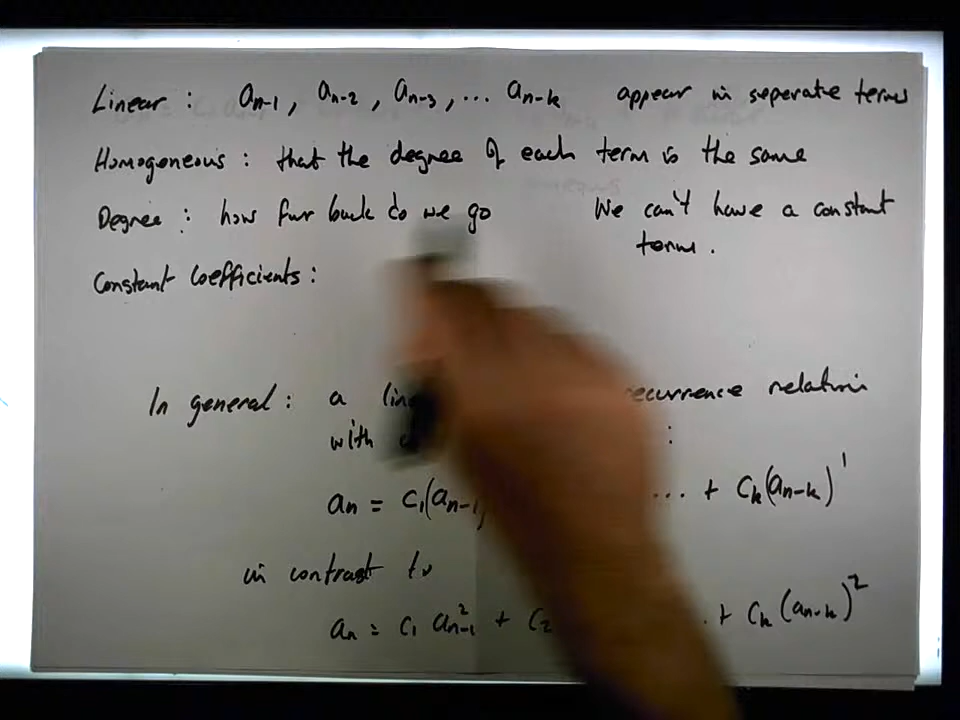 Linear : an-1, an-2, an-3, ... an-k appear in seperate terms
Homogeneous : that the degree of each term is the same
Degree : how far back do we go We can't have a constant
term.
Constant Coefficients :
In general : a recurrence relation
with :
an = c1(an-1 ... + ck(an-k)^1
in contrast to
an = c1 an-1^2 + c2 . + ck (an-k)^2